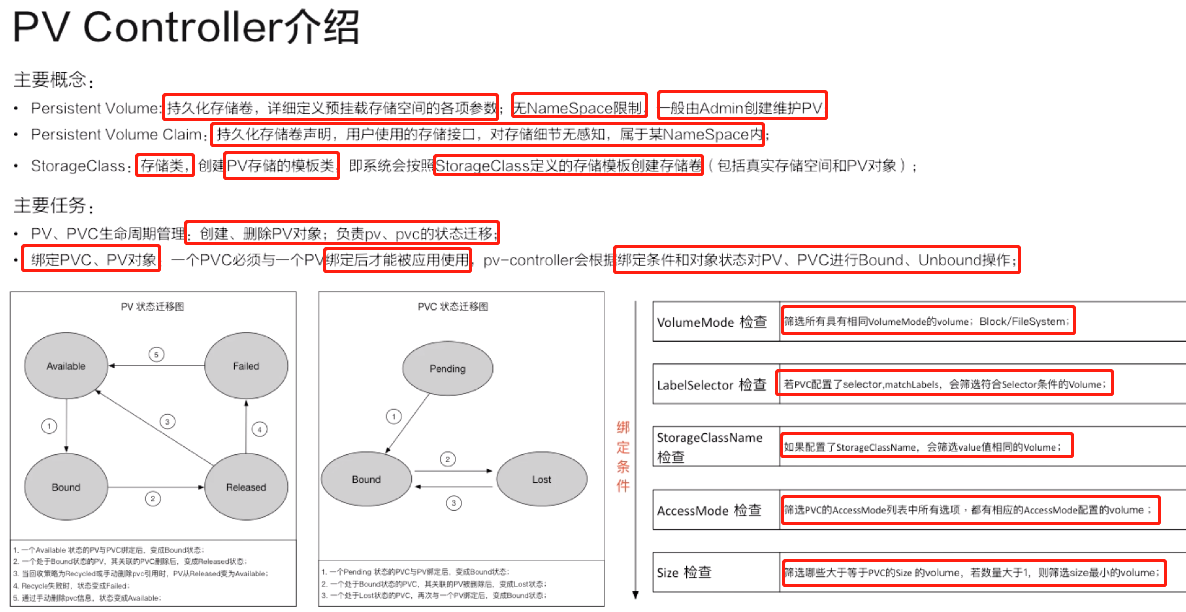 PV Controller介绍
主要概念：
• Persistent Volume: 持久化存储卷，详细定义预挂载存储空间的各项参数；无NameSpace限制，一般由Admin创建维护PV
• Persistent Volume Claim：持久化存储卷声明，用户使用的存储接口，对存储细节无感知，属于某NameSpace内；
• StorageClass：存储类，创建PV存储的模板类，即系统会按照StorageClass定义的存储模板创建存储卷（包括真实存储空间和PV对象）；
主要任务：
• PV、PVC生命周期管理：创建、删除PV对象；负责pv、pvc的状态迁移；
• 绑定PVC、PV对象 一个PVC必须与一个PV绑定后才能被应用使用，pv-controller会根据绑定条件和对象状态对PV、PVC进行Bound、Unbound操作；
PV 状态迁移图
Available
Failed
Bound
Released
5
1
3
4
2
1. 一个Available 状态的PV与PVC绑定后，变成Bound状态；
2. 一个处于Bound状态的PV，其关联的PVC删除后，变成Released状态；
3. 当回收策略为Recycled或手动删除pvc引用时，PV从Released变为Available；
4. Recycle失败时，状态变成Failed；
5. 通过手动删除pvc信息，状态变成Available；
PVC 状态迁移图
Pending
Bound
Lost
1
2
3
1. 一个Pending 状态的PVC与PV绑定后，变成Bound状态；
2. 一个处于Bound状态的PVC，其关联的PV被删除后，变成Lost状态；
3. 一个处于Lost状态的PVC，再次与一个PV绑定后，变成Bound状态；
绑定条件
VolumeMode 检查 筛选所有具有相同VolumeMode的volume；Block/FileSystem；
LabelSelector 检查 若PVC配置了selector,matchLabels，会筛选符合Selector条件的Volume；
StorageClassName
检查 如果配置了StorageClassName，会筛选value值相同的Volume；
AccessMode 检查 筛选PVC的AccessMode列表中所有选项，都有相应的AccessMode配置的volume；
Size 检查 筛选哪些大于等于PVC的Size 的volume，若数量大于1，则筛选size最小的volume；